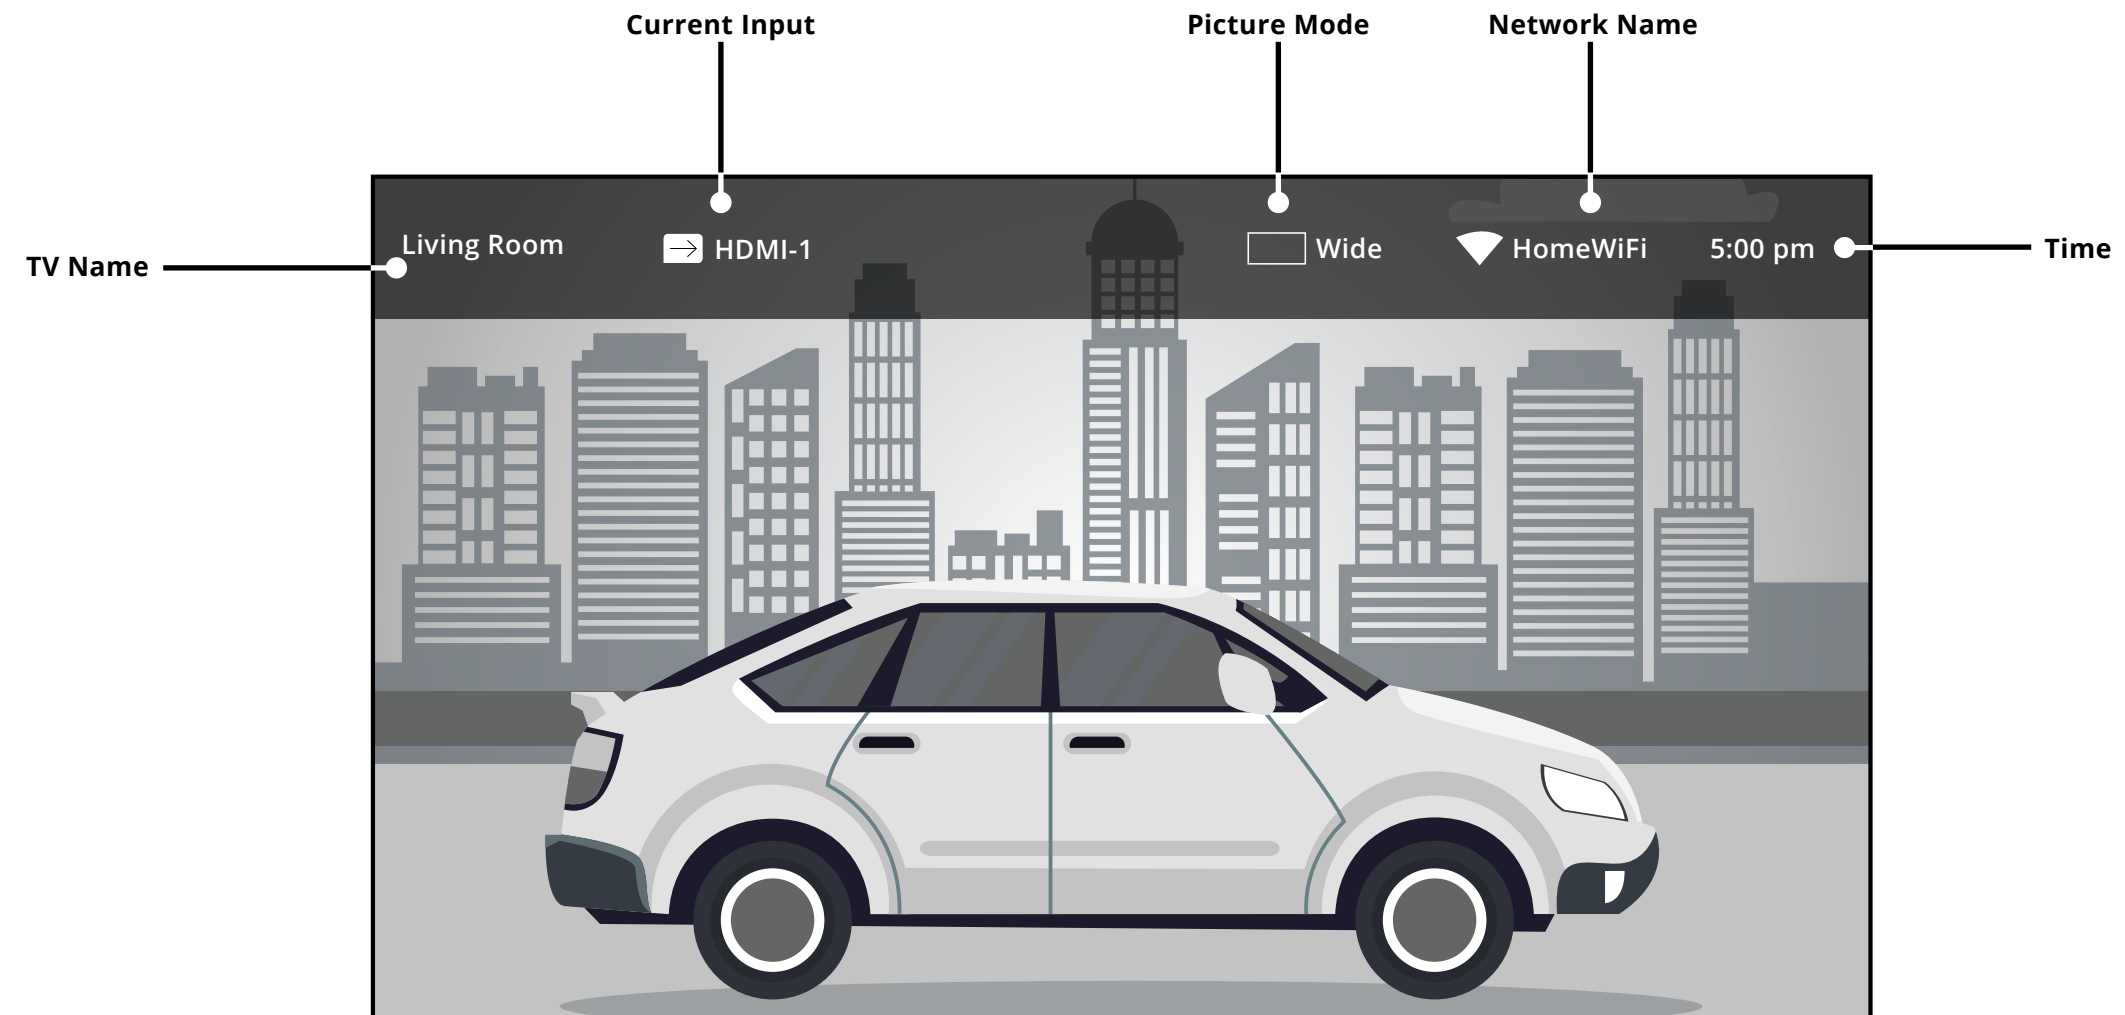 Current Input
Picture Mode
Network Name
Living Room
HDMI-1
Wide
HomeWiFi
5:00 pm
TV Name
Time